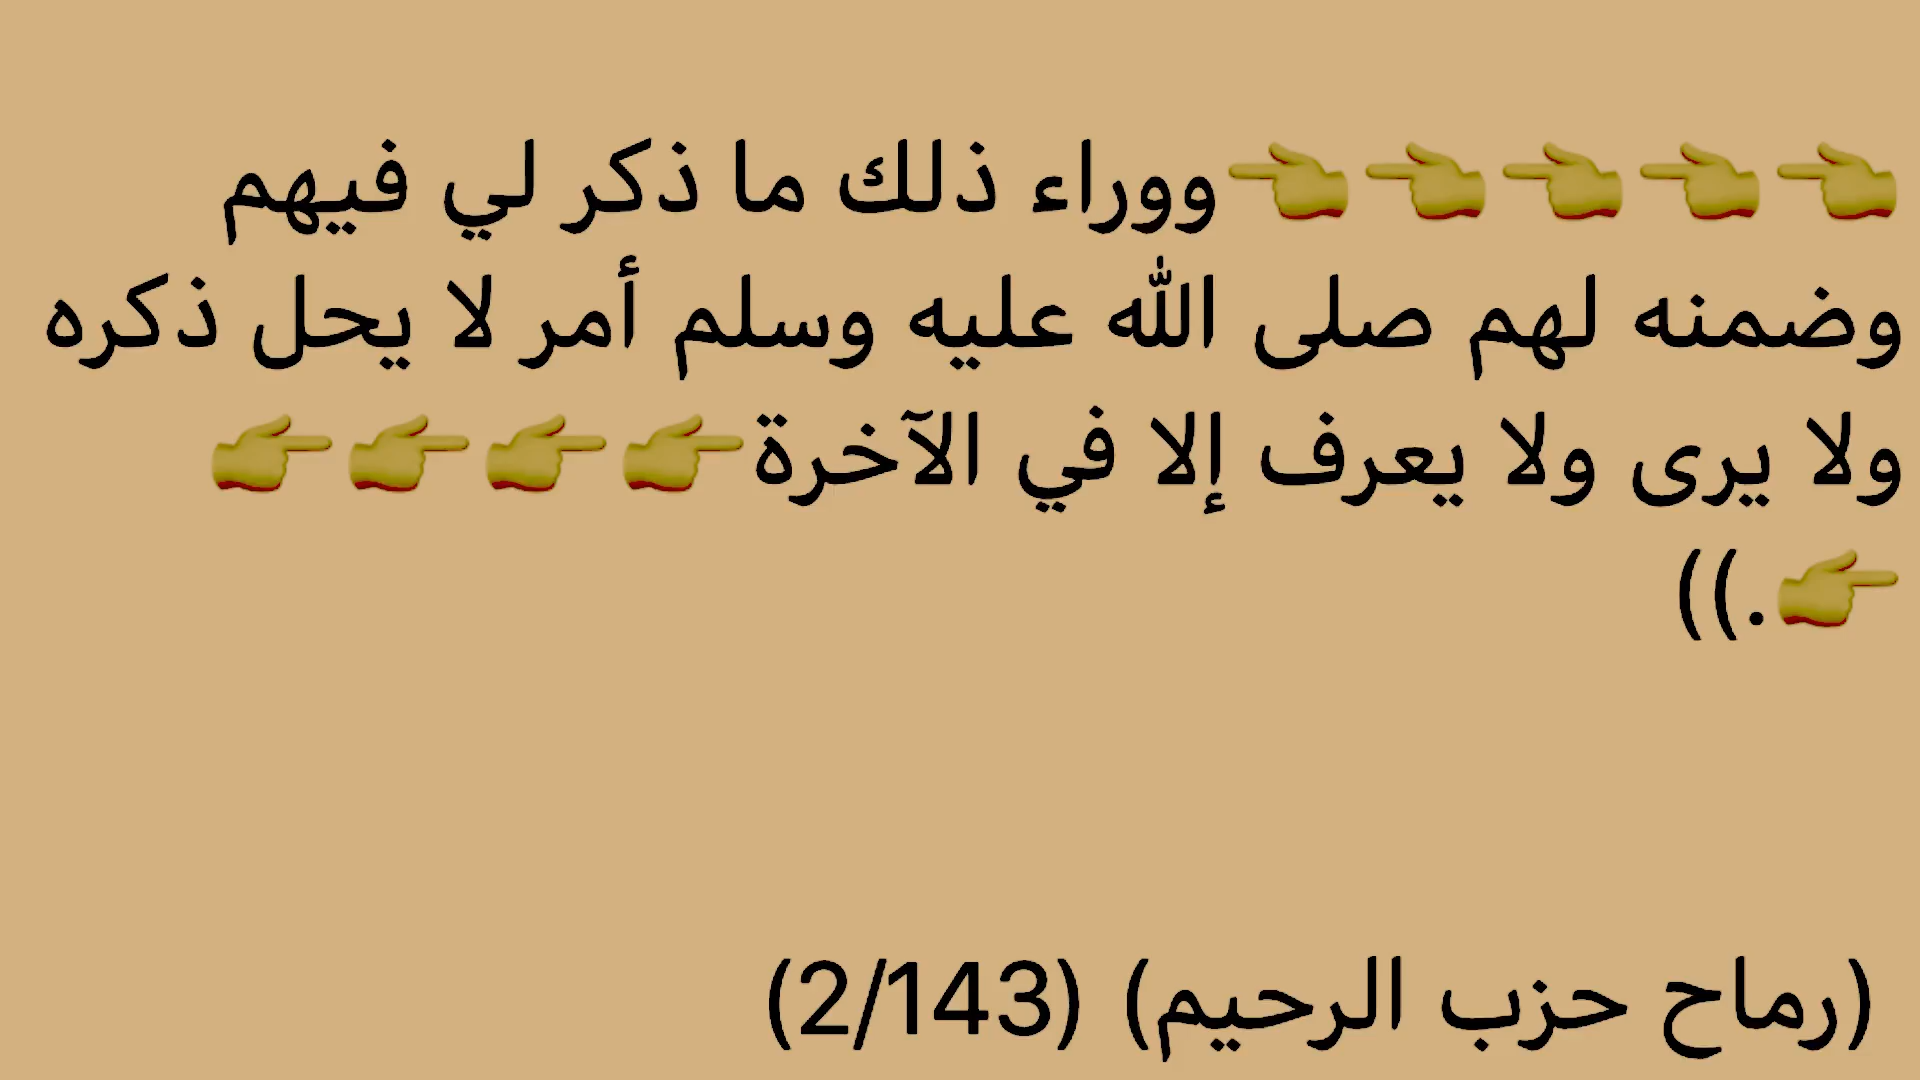 👈👈👈👈👈ووراء ذلك ما ذكر لي فيهم
وضمنه لهم صلى الله عليه وسلم أمر لا يحل ذكره
ولا يرى ولا يعرف إلا في الآخرة👉👉👉👉
👉.))
(رماح حزب الرحيم) (2/143)